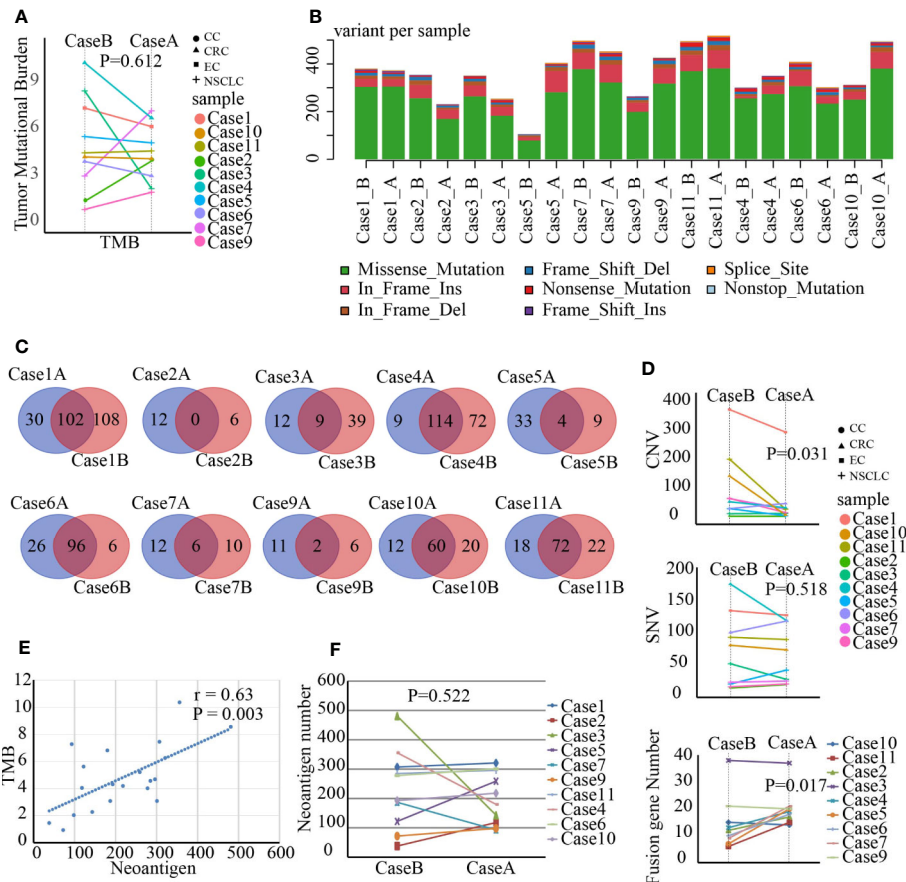 A
CaseB CaseA
P=0.612
Tumor Mutational Burden
9
6
3
0
TMB
CC
CRC
EC
NSCLC
sample
Case1
Case10
Case11
Case2
Case3
Case4
Case5
Case6
Case7
Case9
B
variant per sample
400
200
0
Case1_B
Case1_A
Case2_B
Case2_A
Case3_B
Case3_A
Case5_B
Case5_A
Case7_B
Case7_A
Case9_B
Case9_A
Case11_B
Case11_A
Case4_B
Case4_A
Case6_B
Case6_A
Case10_B
Case10_A
Missense_Mutation Frame_Shift_Del Splice_Site
In_Frame_Ins Nonsense_Mutation Nonstop_Mutation
In_Frame_Del Frame_Shift_Ins
C
Case1A Case2A Case3A Case4A Case5A
30 102 108 12 0 6 12 9 39 9 114 72 33 4 9
Case1B Case2B Case3B Case4B Case5B
Case6A Case7A Case9A Case10A Case11A
26 96 6 12 6 10 11 2 6 12 60 20 18 72 22
Case6B Case7B Case9B Case10B Case11B
D
CaseB CaseA
CNV
400
300
200
100
0
P=0.031
CC
CRC
EC
NSCLC
sample
Case1
Case10
Case11
Case2
Case3
Case4
Case5
Case6
Case7
Case9
SNV
200
150
100
50
0
P=0.518
CaseB CaseA
Fusion gene Number
40
30
20
10
0
P=0.017
Case10
Case11
Case2
Case3
Case4
Case5
Case6
Case7
Case9
E
r = 0.63
P = 0.003
TMB
12
10
8
6
4
2
0
0 100 200 300 400 500 600
Neoantigen
F
P=0.522
Neoantigen number
600
500
400
300
200
100
0
CaseB CaseA
Case1
Case2
Case3
Case5
Case7
Case9
Case11
Case4
Case6
Case10